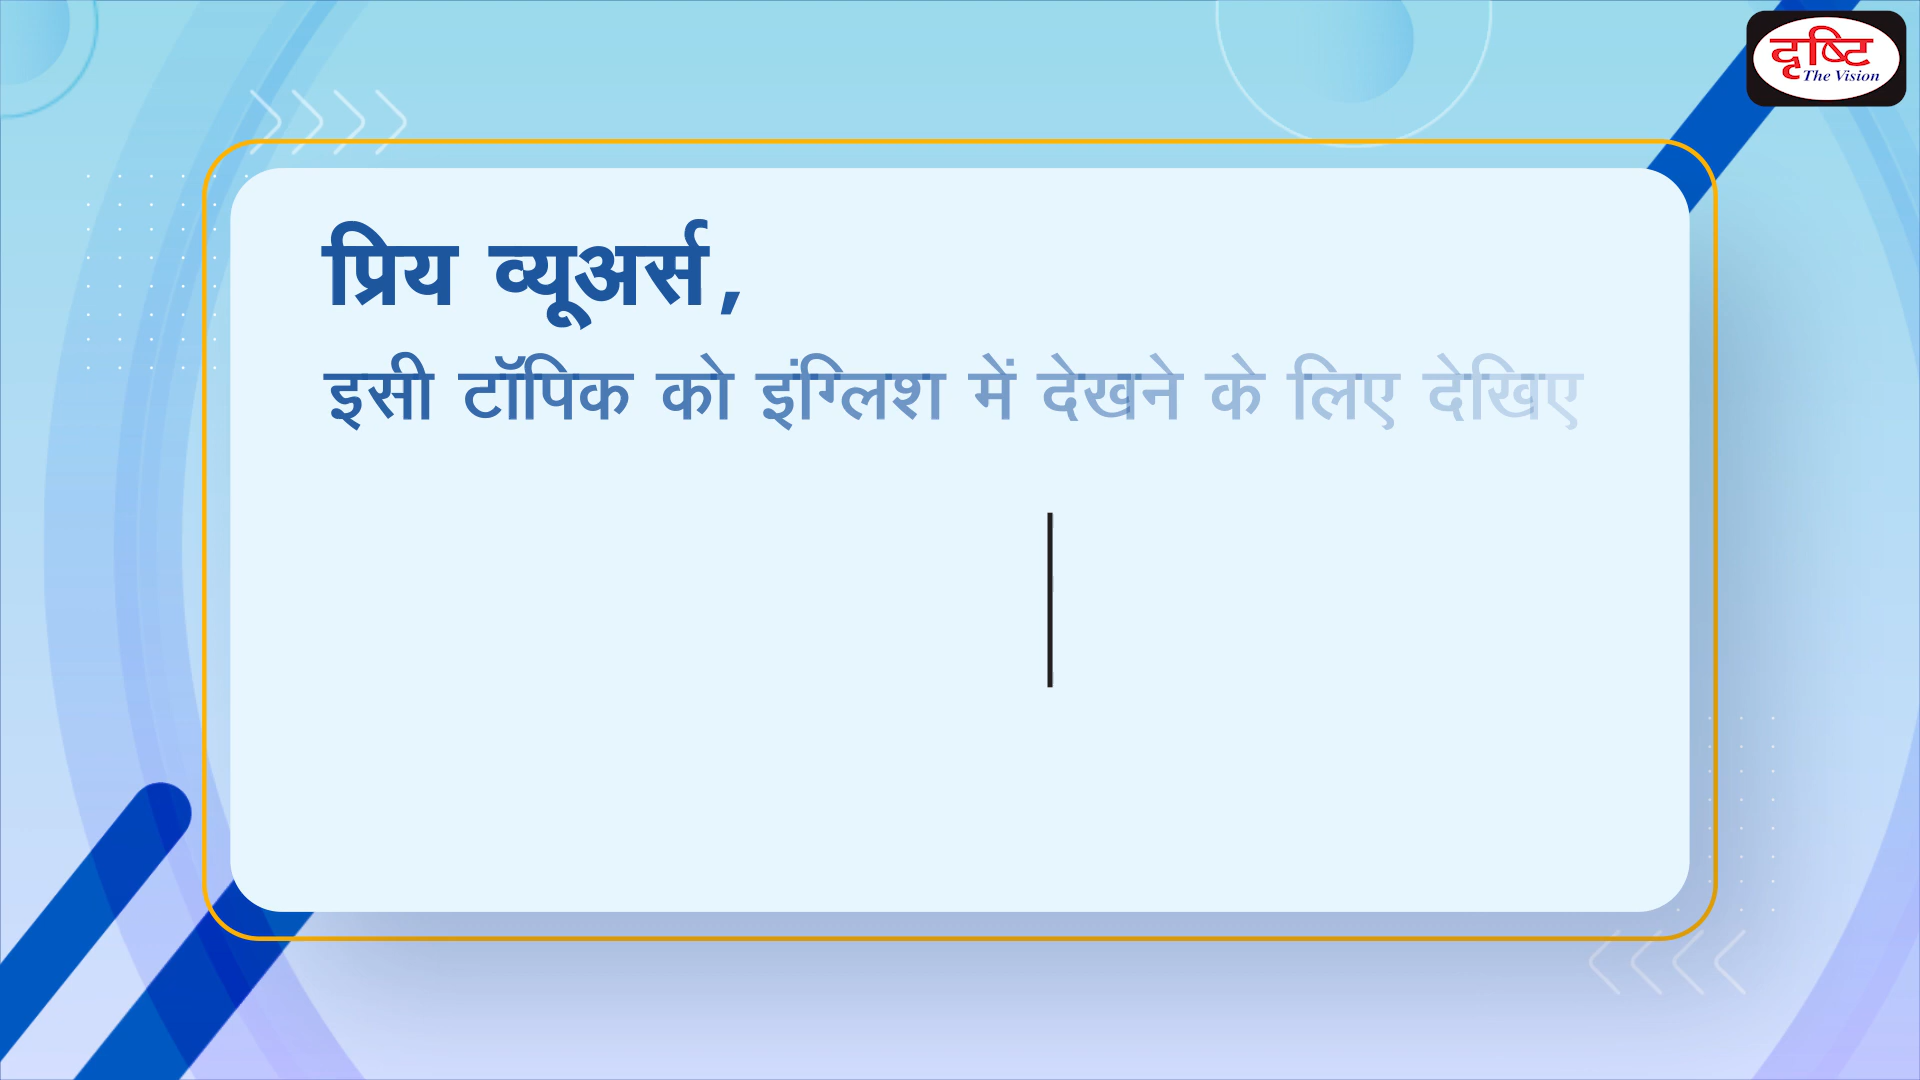 दृष्टि
The Vision
प्रिय व्यूअर्स,
इसी टॉपिक को इंग्लिश में देखने के लिए देखिए